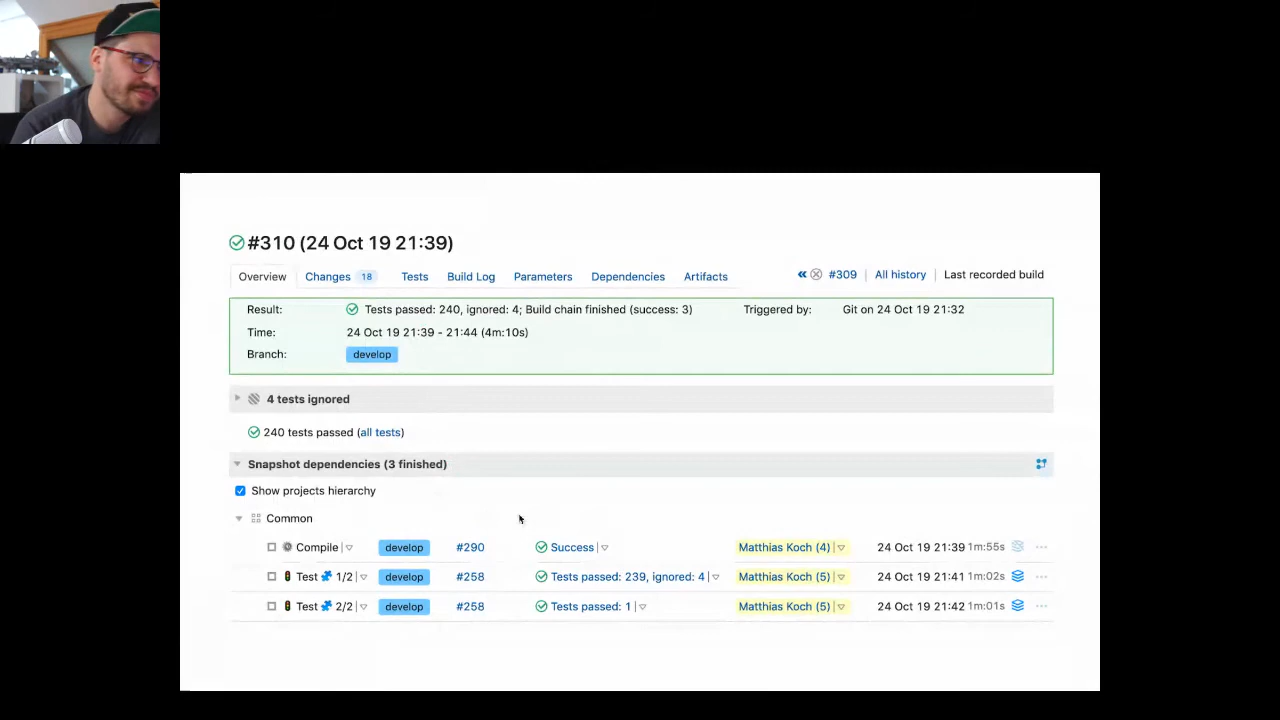 #310 (24 Oct 19 21:39)
Overview Changes 18 Tests Build Log Parameters Dependencies Artifacts « #309 | All history | Last recorded build
Result: Tests passed: 240, ignored: 4; Build chain finished (success: 3) Triggered by: Git on 24 Oct 19 21:32
Time: 24 Oct 19 21:39 - 21:44 (4m:10s)
Branch: develop
4 tests ignored
240 tests passed (all tests)
Snapshot dependencies (3 finished)
Show projects hierarchy
Common
Compile develop #290 Success Matthias Koch (4) 24 Oct 19 21:39 1m:55s
Test 1/2 develop #258 Tests passed: 239, ignored: 4 Matthias Koch (5) 24 Oct 19 21:41 1m:02s
Test 2/2 develop #258 Tests passed: 1 Matthias Koch (5) 24 Oct 19 21:42 1m:01s